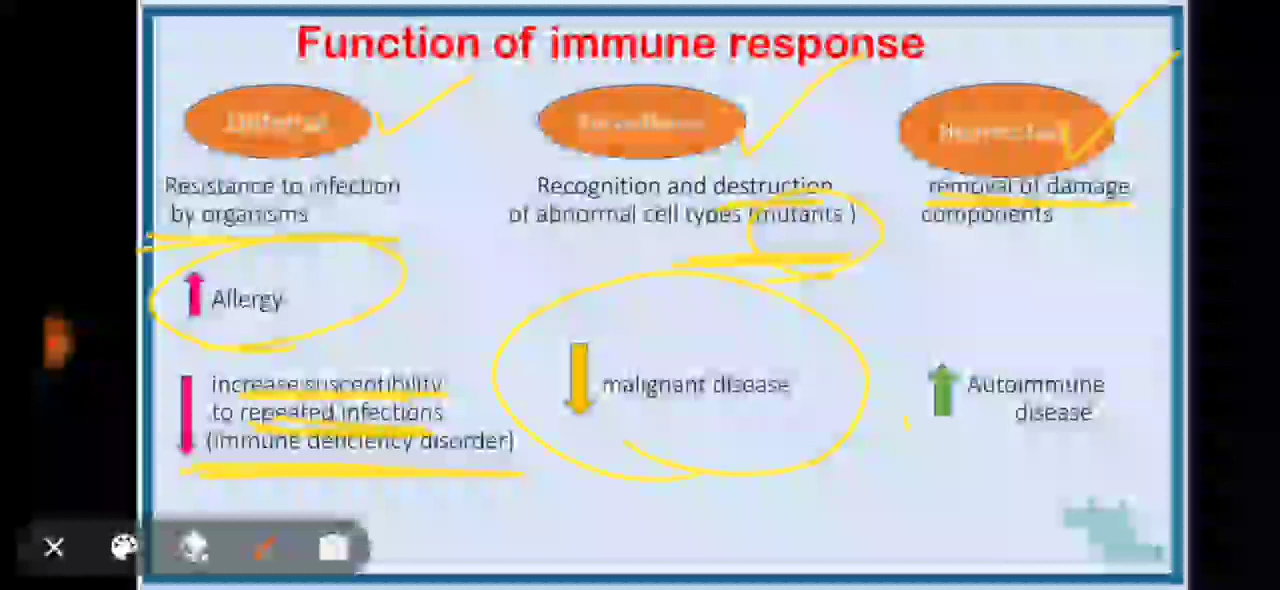 Function of immune response
Resistance to infection
by organisms
Recognition and destruction
of abnormal cell types (mutants )
removal of damage
components
Allergy
increase susceptibility
to repeated infections
(immune deficiency disorder)
malignant disease
Autoimmune
disease